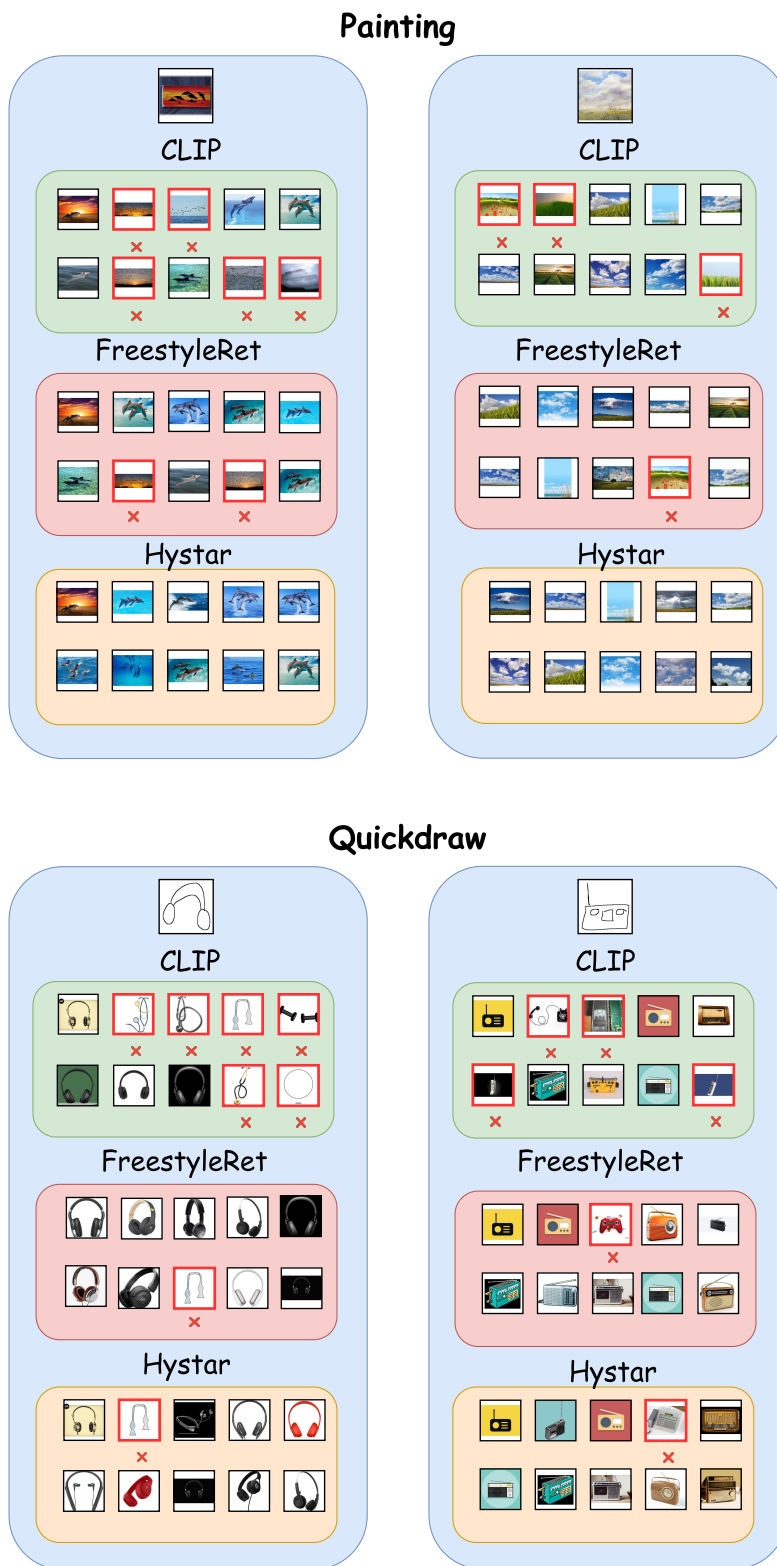 Painting
CLIP
FreestyleRet
Hystar
CLIP
FreestyleRet
Hystar
Quickdraw
CLIP
FreestyleRet
Hystar
CLIP
FreestyleRet
Hystar